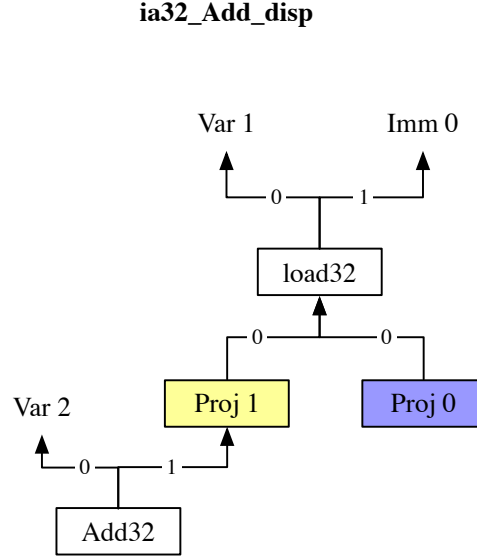 ia32_Add_disp
Var 1 Imm 0
0 1
load32
0 0
Proj 1 Proj 0
Var 2
0 1
Add32